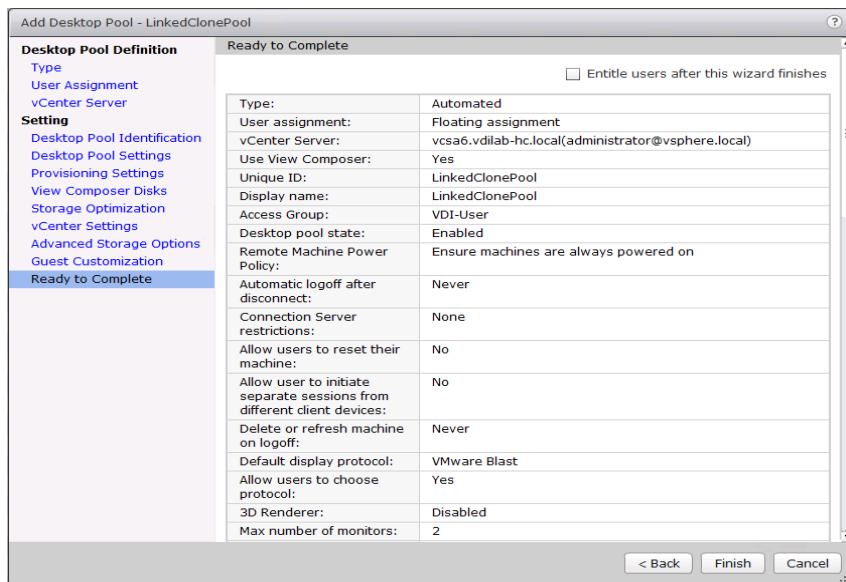 Add Desktop Pool - LinkedClonePool
?
Desktop Pool Definition
Type
User Assignment
vCenter Server
Setting
Desktop Pool Identification
Desktop Pool Settings
Provisioning Settings
View Composer Disks
Storage Optimization
vCenter Settings
Advanced Storage Options
Guest Customization
Ready to Complete
Ready to Complete
Entitle users after this wizard finishes
Type: Automated
User assignment: Floating assignment
vCenter Server: vcsa6.vdilab-hc.local(administrator@vsphere.local)
Use View Composer: Yes
Unique ID: LinkedClonePool
Display name: LinkedClonePool
Access Group: VDI-User
Desktop pool state: Enabled
Remote Machine Power Ensure machines are always powered on
Policy:
Automatic logoff after Never
disconnect:
Connection Server None
restrictions:
Allow users to reset their No
machine:
Allow user to initiate No
separate sessions from
different client devices:
Delete or refresh machine Never
on logoff:
Default display protocol: VMware Blast
Allow users to choose Yes
protocol:
3D Renderer: Disabled
Max number of monitors: 2
< Back Finish Cancel